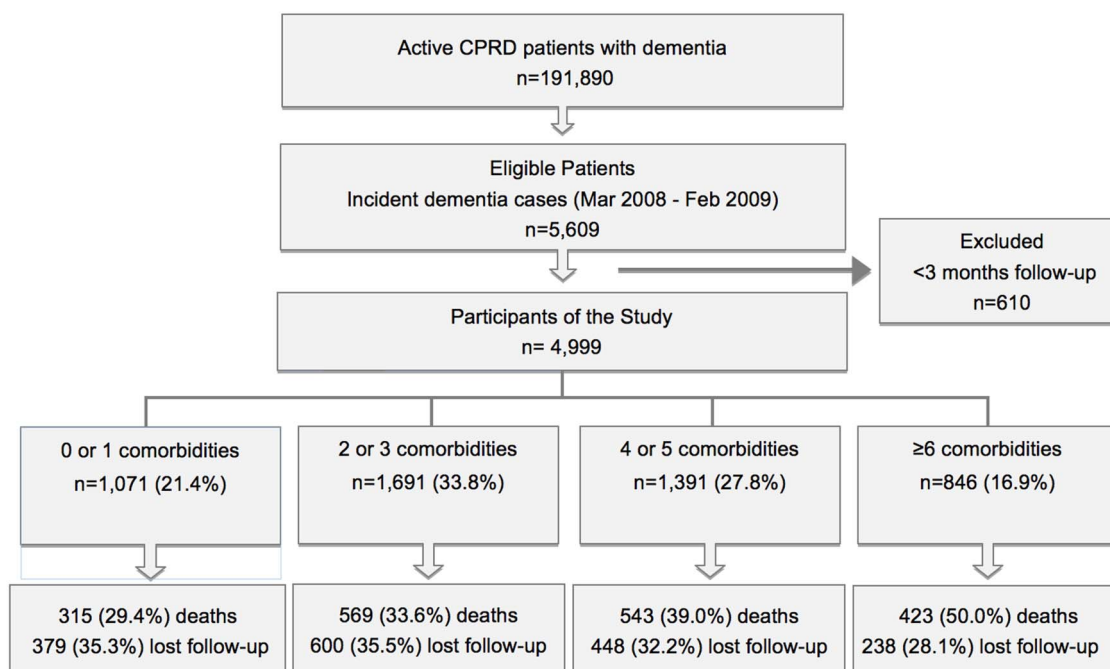 Active CPRD patients with dementia
n=191,890
Eligible Patients
Incident dementia cases (Mar 2008 - Feb 2009)
n=5,609
Excluded
<3 months follow-up
n=610
Participants of the Study
n= 4,999
0 or 1 comorbidities
n=1,071 (21.4%)
2 or 3 comorbidities
n=1,691 (33.8%)
4 or 5 comorbidities
n=1,391 (27.8%)
≥6 comorbidities
n=846 (16.9%)
315 (29.4%) deaths
379 (35.3%) lost follow-up
569 (33.6%) deaths
600 (35.5%) lost follow-up
543 (39.0%) deaths
448 (32.2%) lost follow-up
423 (50.0%) deaths
238 (28.1%) lost follow-up